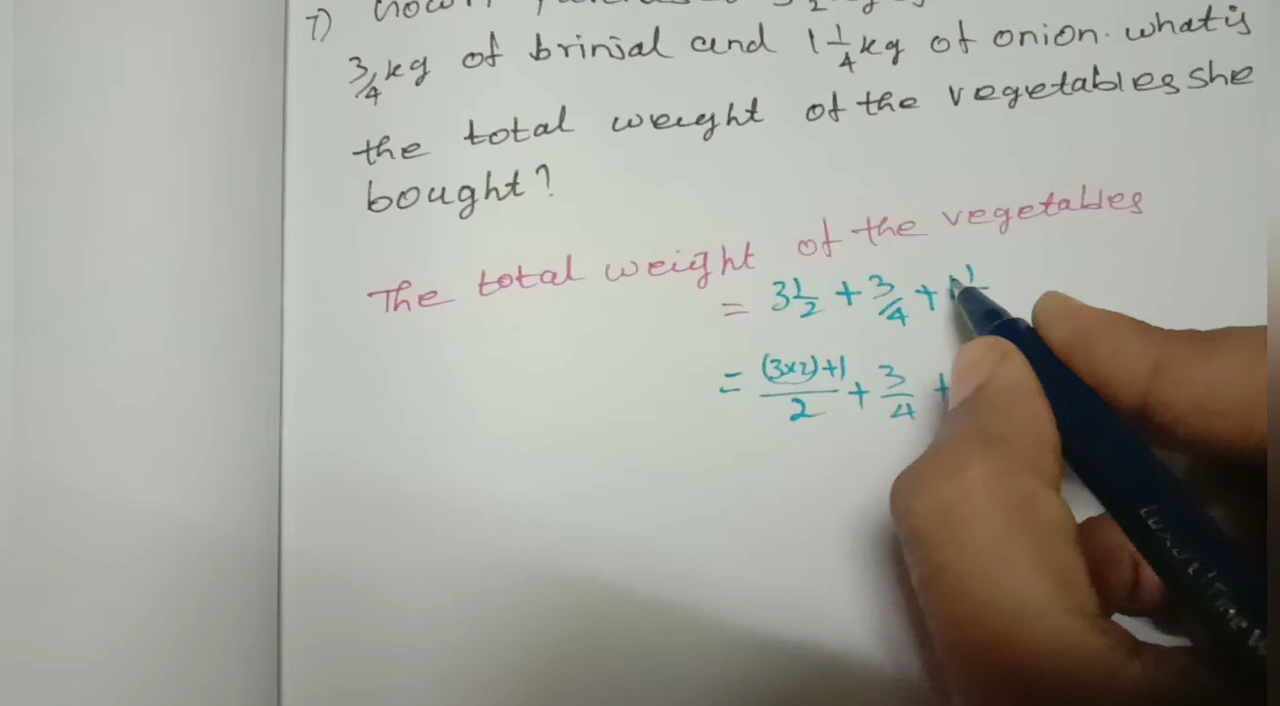 7)
3/4 kg of brinjal and 1 1/4 kg of onion. what is
the total weight of the vegetables she
bought?
The total weight of the vegetables
= 3 1/2 + 3/4 + 
= (3×2)+1/2 + 3/4 +